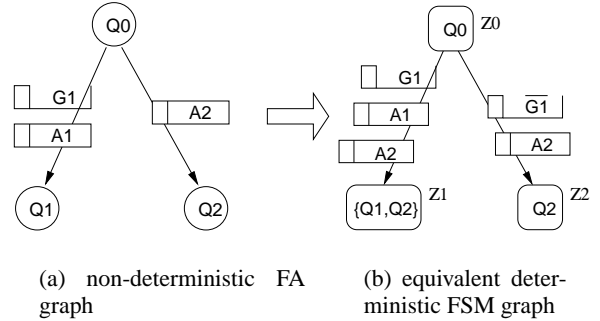 Q0
G1
A1
A2
Q1
Q2
Q0 Z0
G1
A1
A2
G1
A2
{Q1,Q2} Z1
Q2 Z2
(a) non-deterministic FA
graph
(b) equivalent deter-
ministic FSM graph